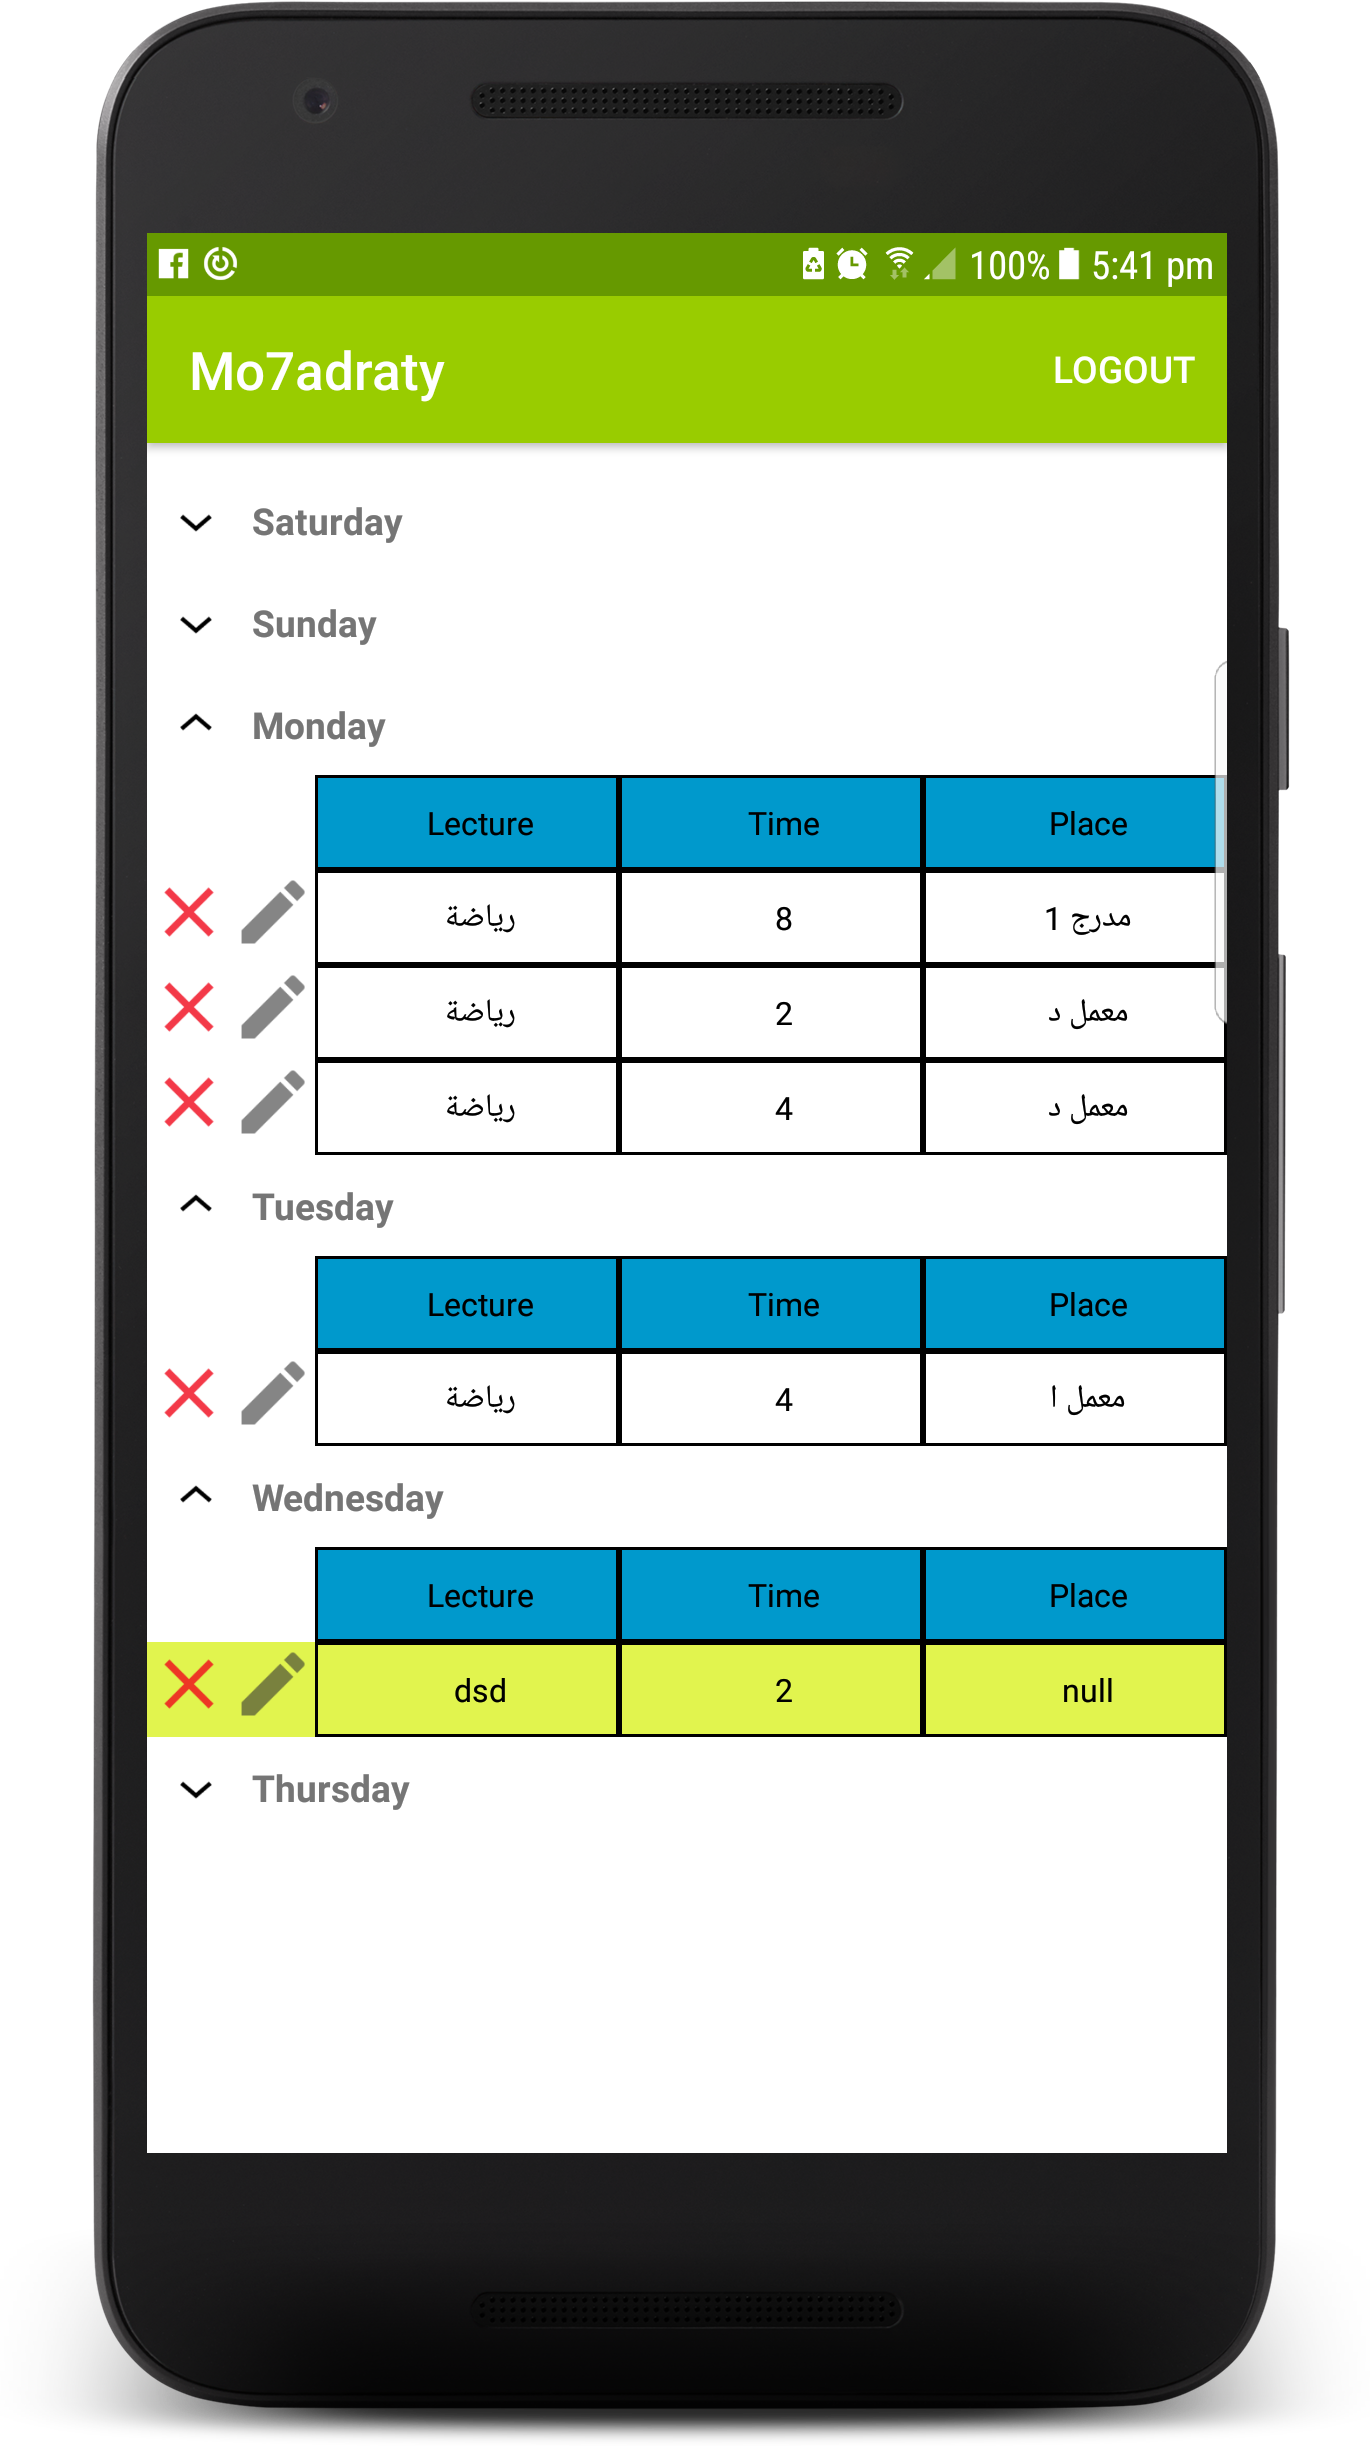 100% 5:41 pm
Mo7adraty LOGOUT
Saturday
Sunday
Monday
Lecture Time Place
رياضة 8 مدرج 1
رياضة 2 معمل د
رياضة 4 معمل د
Tuesday
Lecture Time Place
رياضة 4 معمل ا
Wednesday
Lecture Time Place
dsd 2 null
Thursday